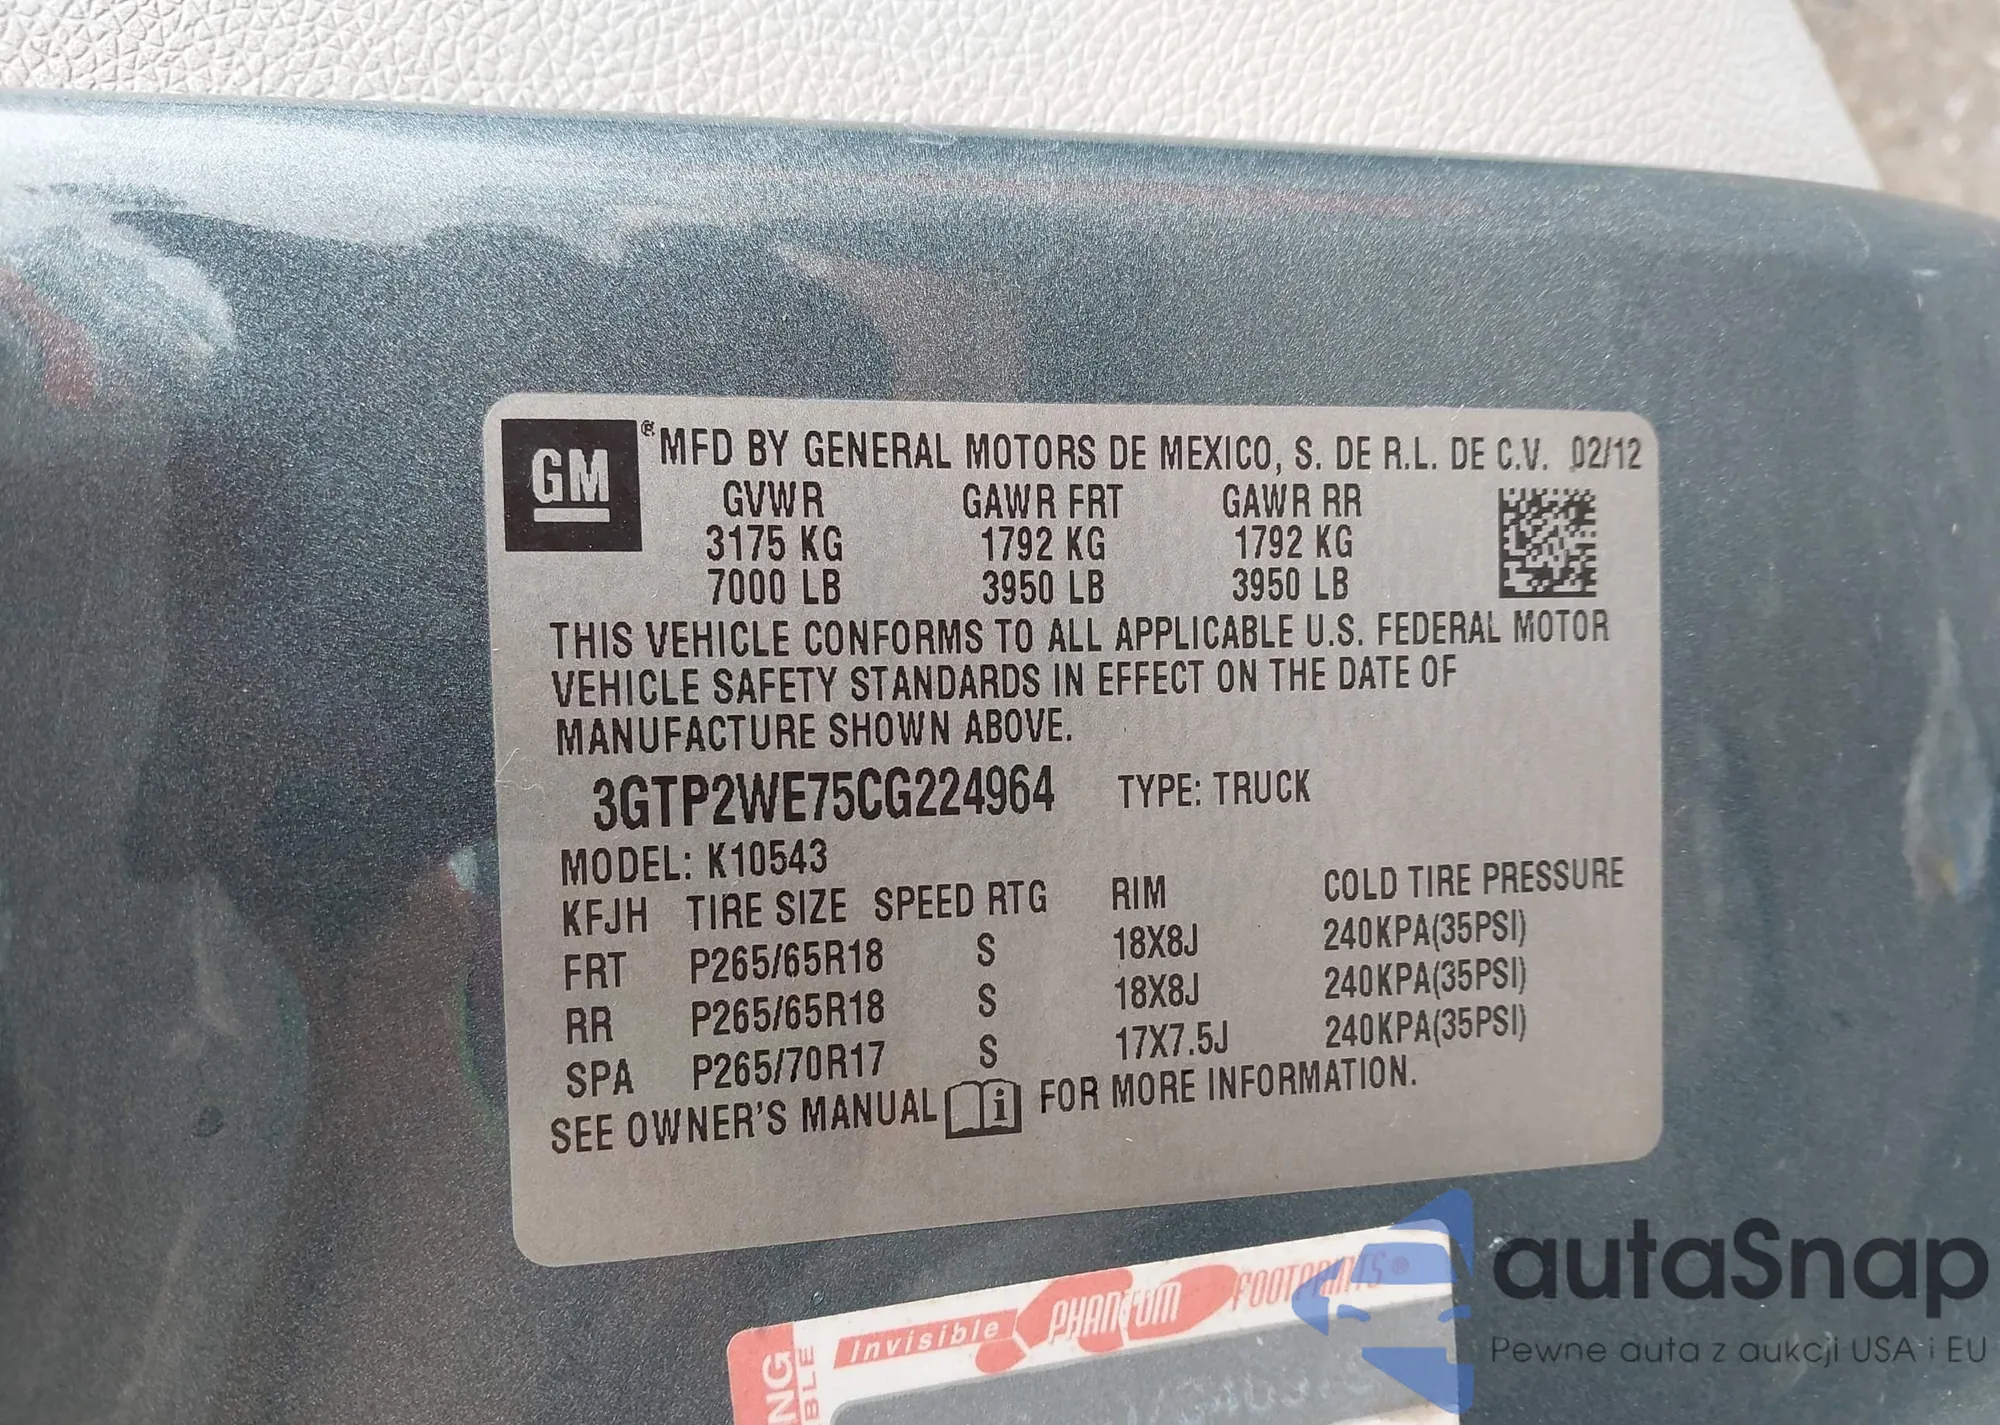 GM
® MFD BY GENERAL MOTORS DE MEXICO, S. DE R.L. DE C.V. 02/12
GVWR GAWR FRT GAWR RR
3175 KG 1792 KG 1792 KG
7000 LB 3950 LB 3950 LB
THIS VEHICLE CONFORMS TO ALL APPLICABLE U.S. FEDERAL MOTOR
VEHICLE SAFETY STANDARDS IN EFFECT ON THE DATE OF
MANUFACTURE SHOWN ABOVE.
3GTP2WE75CG224964 TYPE: TRUCK
MODEL: K10543
KFJH TIRE SIZE SPEED RTG RIM COLD TIRE PRESSURE
FRT P265/65R18 S 18X8J 240KPA(35PSI)
RR P265/65R18 S 18X8J 240KPA(35PSI)
SPA P265/70R17 S 17X7.5J 240KPA(35PSI)
SEE OWNER'S MANUAL i FOR MORE INFORMATION.
Invisible PHANTOM FOOTPRINTS®
autaSnap
Pewne auta z aukcji USA i EU